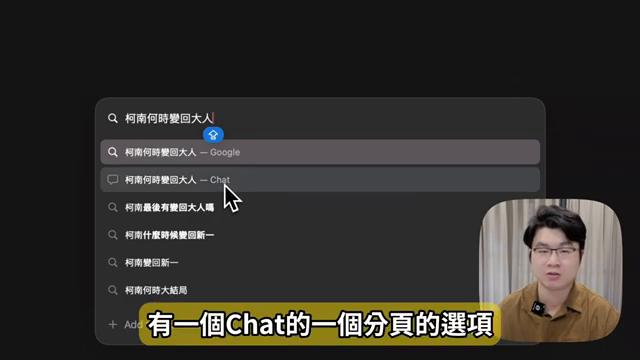 柯南何時變回大人
柯南何時變回大人 — Google
柯南何時變回大人 — Chat
柯南最後有變回大人嗎
柯南什麼時候變回新一
柯南變回新一
柯南何時大結局
+ Add
有一個Chat的一個分頁的選項